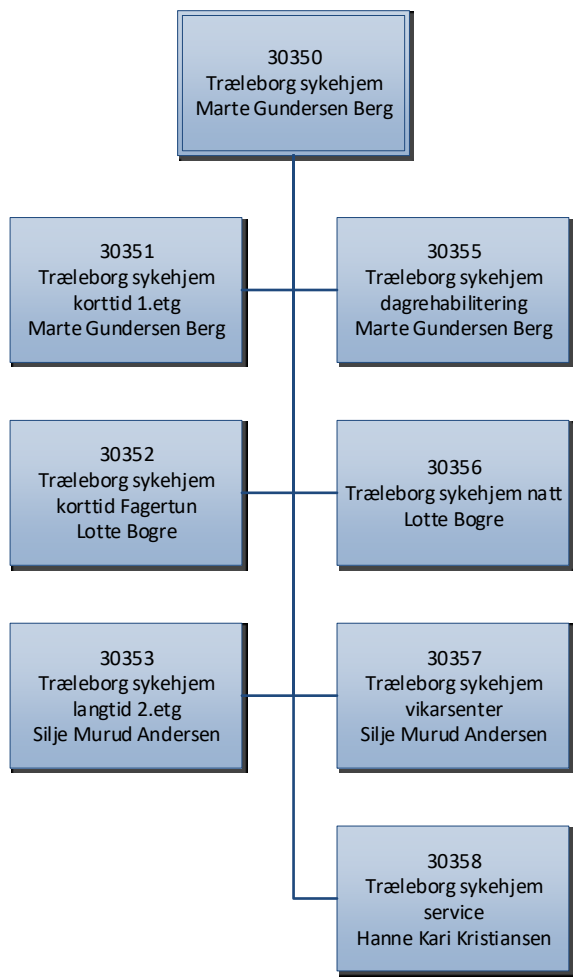 30350
Træleborg sykehjem
Marte Gundersen Berg
30351
Træleborg sykehjem
korttid 1.etg
Marte Gundersen Berg
30355
Træleborg sykehjem
dagrehabilitering
Marte Gundersen Berg
30352
Træleborg sykehjem
korttid Fagertun
Lotte Bogre
30356
Træleborg sykehjem natt
Lotte Bogre
30353
Træleborg sykehjem
langtid 2.etg
Silje Murud Andersen
30357
Træleborg sykehjem
vikarsenter
Silje Murud Andersen
30358
Træleborg sykehjem
service
Hanne Kari Kristiansen